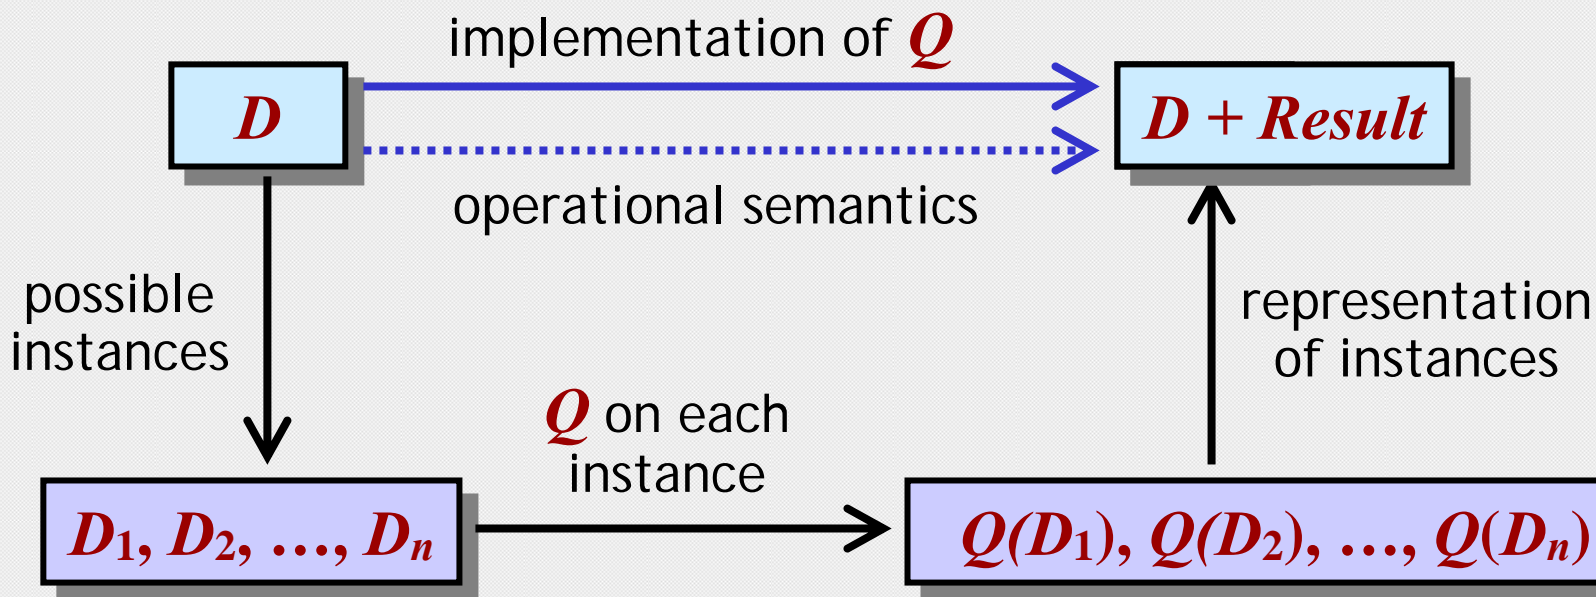 implementation of Q
D
D + Result
operational semantics
possible
instances
representation
of instances
Q on each
instance
D1, D2, …, Dn
Q(D1), Q(D2), …, Q(Dn)